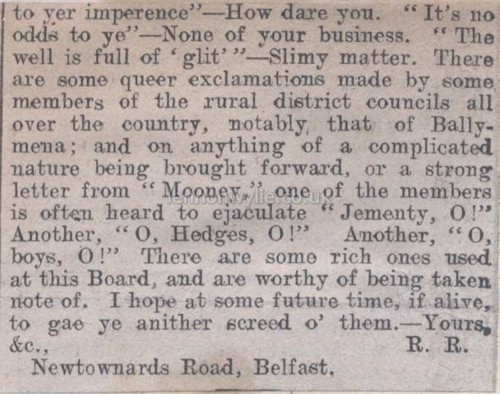 to yer imperence"—How dare you. "It's no
odds to ye"—None of your business. "The
well is full of 'glit'"—Slimy matter. There
are some queer exclamations made by some
members of the rural district councils all
over the country, notably, that of Bally-
mena; and on anything of a complicated
nature being brought forward, or a strong
letter from "Mooney," one of the members
is often heard to ejaculate "Jementy, O!"
Another, "O, Hedges, O!" Another, "O,
boys, O!" There are some rich ones used
at this Board, and are worthy of being taken
note of. I hope at some future time, if alive,
to gae ye anither screed o' them.—Yours,
&c., R. R.
Newtownards Road, Belfast.